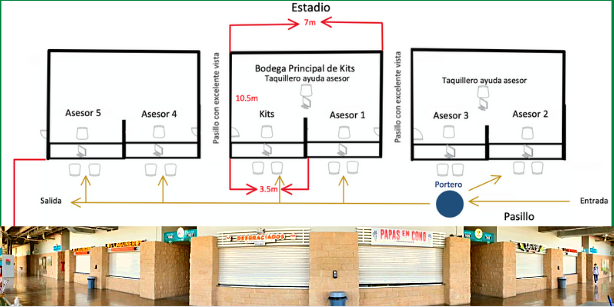 Estadio
7m
Pasillo con excelente vista
Bodega Principal de Kits
Taquillero ayuda asesor
10.5m
Kits
Asesor 1
Asesor 5
Asesor 4
Pasillo con excelente vista
Taquillero ayuda asesor
Asesor 3
Asesor 2
3.5m
Portero
Salida
Entrada
Pasillo
DESGRACIADOS
PAPAS EN CONO